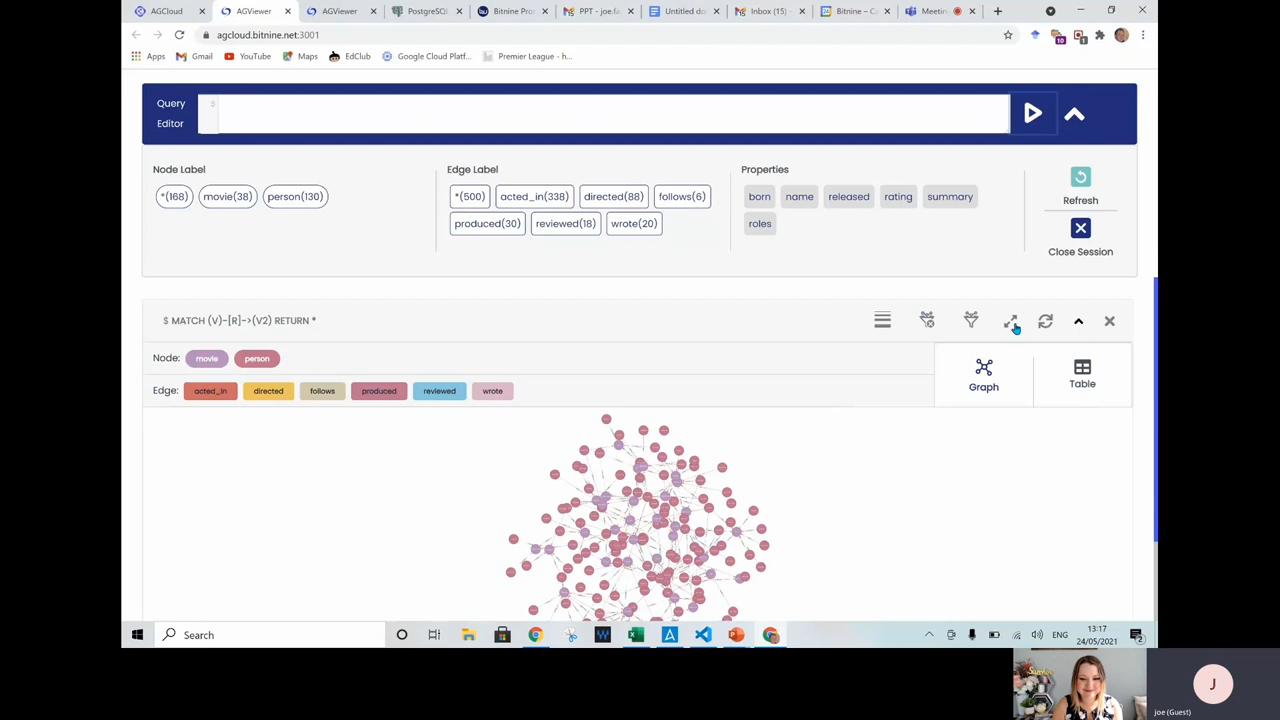 AGCloud
AGViewer
AGViewer
PostgreSQL
Bitnine Pro
PPT - joe.fa
Untitled do
Inbox (15) -
Bitnine – Ca
Meetin
agcloud.bitnine.net:3001
10
1
Apps
Gmail
YouTube
Maps
EdClub
Google Cloud Platf...
Premier League - h...
Query
Editor
$
Node Label
Edge Label
Properties
*(168)
movie(38)
person(130)
*(500)
acted_in(338)
directed(88)
follows(6)
born
name
released
rating
summary
produced(30)
reviewed(18)
wrote(20)
roles
Refresh
Close Session
$ MATCH (V)-[R]->(V2) RETURN *
Node:
movie
person
Graph
Table
Edge:
acted_in
directed
follows
produced
reviewed
wrote
Search
ENG
13:17
24/05/2021
2
J
joe (Guest)